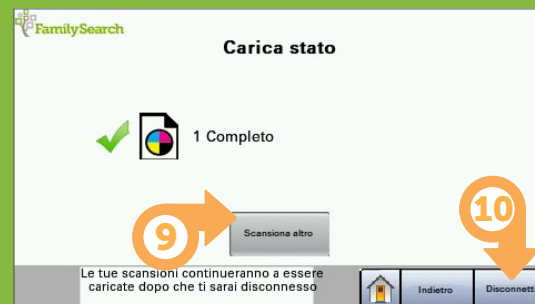 FamilySearch
Carica stato
1 Completo
10
9
Scansiona altro
Le tue scansioni continueranno a essere
caricate dopo che ti sarai disconnesso
Indietro
Disconnetti